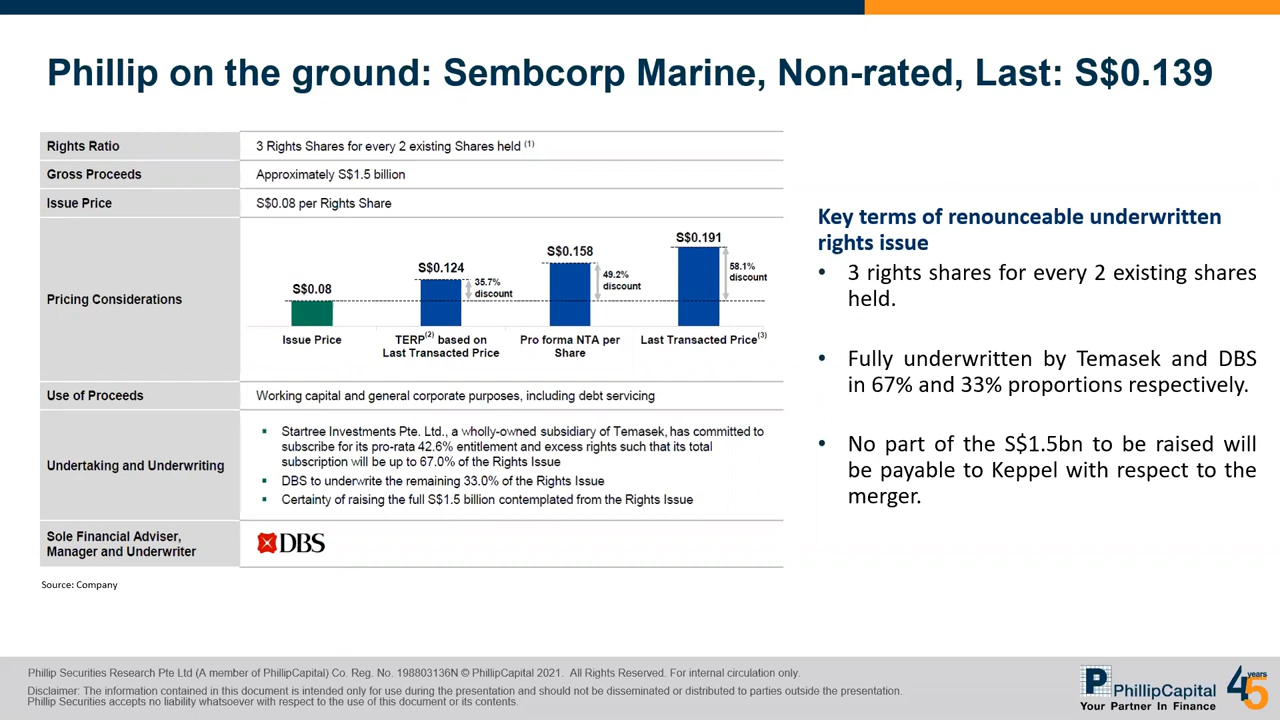 Phillip on the ground: Sembcorp Marine, Non-rated, Last: S$0.139
Rights Ratio
3 Rights Shares for every 2 existing Shares held (1)
Gross Proceeds
Approximately S$1.5 billion
Issue Price
S$0.08 per Rights Share
Pricing Considerations
S$0.08
S$0.124
35.7%
discount
S$0.158
49.2%
discount
S$0.191
58.1%
discount
Issue Price
TERP(2) based on
Last Transacted Price
Pro forma NTA per
Share
Last Transacted Price(3)
Use of Proceeds
Working capital and general corporate purposes, including debt servicing
Undertaking and Underwriting
▪ Startree Investments Pte. Ltd., a wholly-owned subsidiary of Temasek, has committed to
subscribe for its pro-rata 42.6% entitlement and excess rights such that its total
subscription will be up to 67.0% of the Rights Issue
▪ DBS to underwrite the remaining 33.0% of the Rights Issue
▪ Certainty of raising the full S$1.5 billion contemplated from the Rights Issue
Sole Financial Adviser,
Manager and Underwriter
DBS
Source: Company
Key terms of renounceable underwritten
rights issue
• 3 rights shares for every 2 existing shares
held.
• Fully underwritten by Temasek and DBS
in 67% and 33% proportions respectively.
• No part of the S$1.5bn to be raised will
be payable to Keppel with respect to the
merger.
Phillip Securities Research Pte Ltd (A member of PhillipCapital) Co. Reg. No. 198803136N © PhillipCapital 2021. All Rights Reserved. For internal circulation only.
Disclaimer: The information contained in this document is intended only for use during the presentation and should not be disseminated or distributed to parties outside the presentation.
Phillip Securities accepts no liability whatsoever with respect to the use of this document or its contents.
P PhillipCapital
Your Partner In Finance
45 years